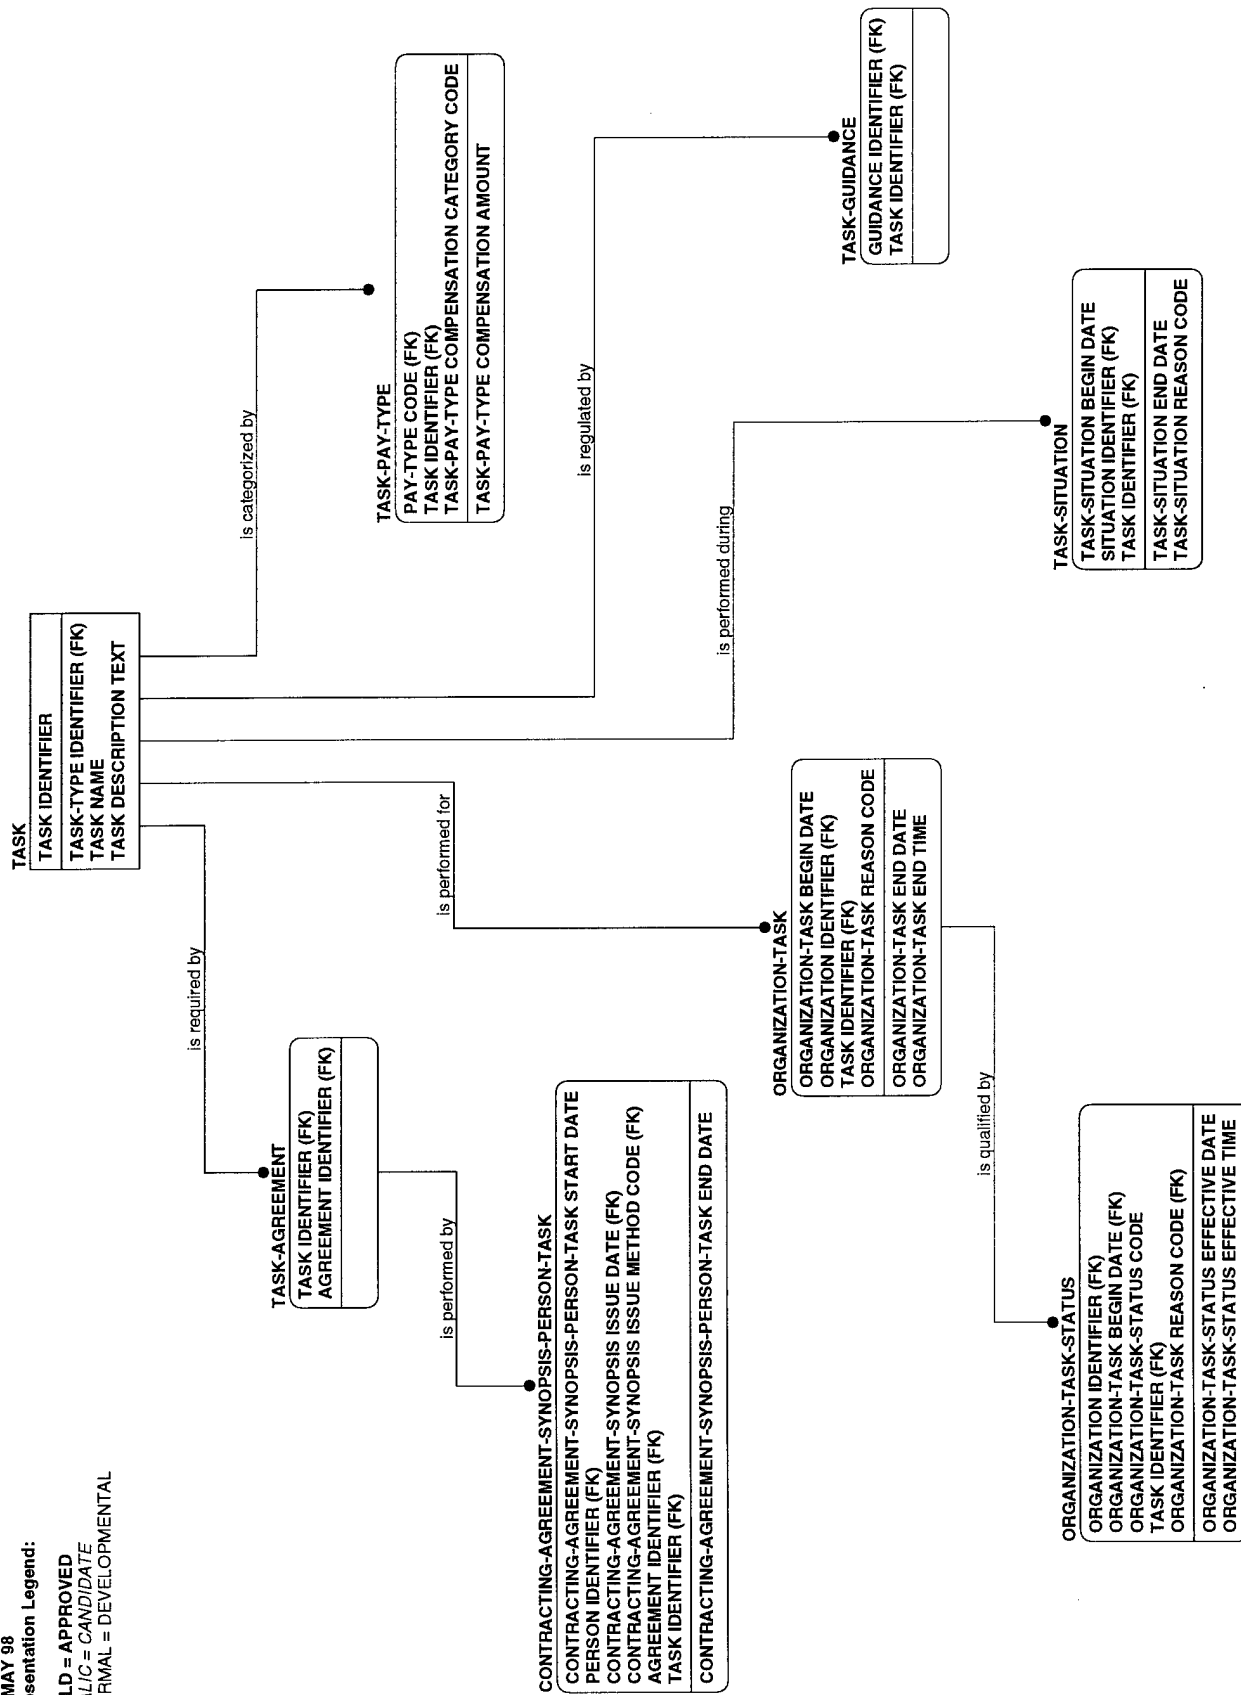 MAY 98
sentation Legend:
LD = APPROVED
LIC = CANDIDATE
RMAL = DEVELOPMENTAL
TASK
TASK IDENTIFIER
TASK-TYPE IDENTIFIER (FK)
TASK NAME
TASK DESCRIPTION TEXT
is required by
is performed for
is performed during
is regulated by
is categorized by
TASK-AGREEMENT
TASK IDENTIFIER (FK)
AGREEMENT IDENTIFIER (FK)
is performed by
CONTRACTING-AGREEMENT-SYNOPSIS-PERSON-TASK
CONTRACTING-AGREEMENT-SYNOPSIS-PERSON-TASK START DATE
PERSON IDENTIFIER (FK)
CONTRACTING-AGREEMENT-SYNOPSIS ISSUE DATE (FK)
CONTRACTING-AGREEMENT-SYNOPSIS ISSUE METHOD CODE (FK)
AGREEMENT IDENTIFIER (FK)
TASK IDENTIFIER (FK)
CONTRACTING-AGREEMENT-SYNOPSIS-PERSON-TASK END DATE
ORGANIZATION-TASK
ORGANIZATION-TASK BEGIN DATE
ORGANIZATION IDENTIFIER (FK)
TASK IDENTIFIER (FK)
ORGANIZATION-TASK REASON CODE
ORGANIZATION-TASK END DATE
ORGANIZATION-TASK END TIME
is qualified by
ORGANIZATION-TASK-STATUS
ORGANIZATION IDENTIFIER (FK)
ORGANIZATION-TASK BEGIN DATE (FK)
ORGANIZATION-TASK-STATUS CODE
TASK IDENTIFIER (FK)
ORGANIZATION-TASK REASON CODE (FK)
ORGANIZATION-TASK-STATUS EFFECTIVE DATE
ORGANIZATION-TASK-STATUS EFFECTIVE TIME
TASK-PAY-TYPE
PAY-TYPE CODE (FK)
TASK IDENTIFIER (FK)
TASK-PAY-TYPE COMPENSATION CATEGORY CODE
TASK-PAY-TYPE COMPENSATION AMOUNT
TASK-GUIDANCE
GUIDANCE IDENTIFIER (FK)
TASK IDENTIFIER (FK)
TASK-SITUATION
TASK-SITUATION BEGIN DATE
SITUATION IDENTIFIER (FK)
TASK IDENTIFIER (FK)
TASK-SITUATION END DATE
TASK-SITUATION REASON CODE